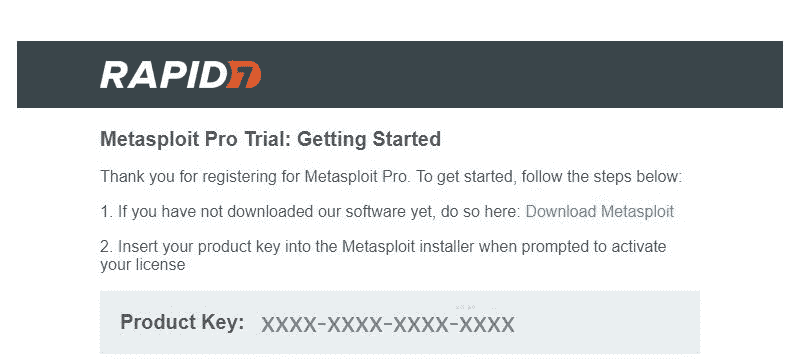 RAPID7
Metasploit Pro Trial: Getting Started
Thank you for registering for Metasploit Pro. To get started, follow the steps below:
1. If you have not downloaded our software yet, do so here: Download Metasploit
2. Insert your product key into the Metasploit installer when prompted to activate
your license
Product Key: XXXX-XXXX-XXXX-XXXX